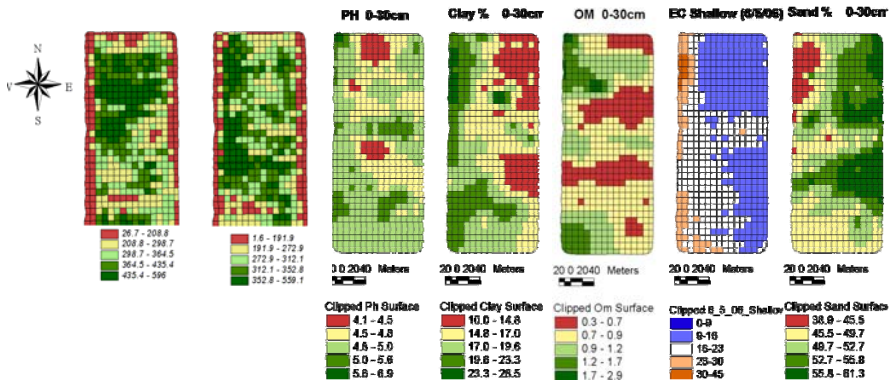 PH 0-30cm
Clay % 0-30cm
OM 0-30cm
EC Shallow (6/5/06)
Sand % 0-30cm
N
E
S
26.7 - 208.8
208.8 - 298.7
298.7 - 364.5
364.5 - 435.4
435.4 - 596
1.6 - 191.9
191.9 - 272.9
272.9 - 312.1
312.1 - 352.8
352.8 - 559.1
0 2040 Meters
20 0 2040 Meters
20 0 2040 Meters
20 0 2040 Meters
20 0 2040 Meters
Clipped Ph Surface
4.1 - 4.5
4.5 - 4.8
4.8 - 5.0
5.0 - 5.6
5.6 - 6.9
Clipped Clay Surface
10.0 - 14.8
14.8 - 17.0
17.0 - 19.6
19.6 - 23.3
23.3 - 28.5
Clipped Om Surface
0.3 - 0.7
0.7 - 0.9
0.9 - 1.2
1.2 - 1.7
1.7 - 2.9
Clipped 6_5_06_Shallow
0-9
9-16
16-23
23-30
30-45
Clipped Sand Surface
38.9 - 45.5
45.5 - 49.7
49.7 - 52.7
52.7 - 55.8
55.8 - 61.3